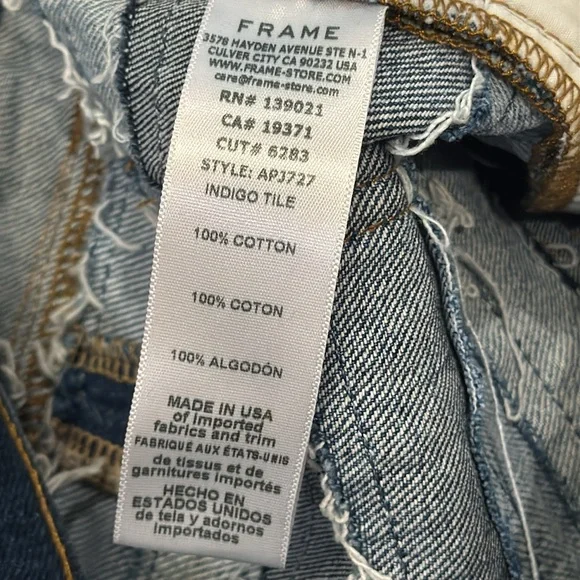 FRAME
3578 HAYDEN AVENUE STE N-1
CULVER CITY CA 90232 USA
WWW.FRAME-STORE.COM
care@frame-store.com
RN# 139021
CA# 19371
CUT# 6283
STYLE: APJ727
INDIGO TILE
100% COTTON
100% COTON
100% ALGODÓN
MADE IN USA
of imported
fabrics and trim
FABRIQUÉ AUX ÉTATS-UNIS
de tissus et de
garnitures importés
HECHO EN
ESTADOS UNIDOS
de tela y adornos
importados